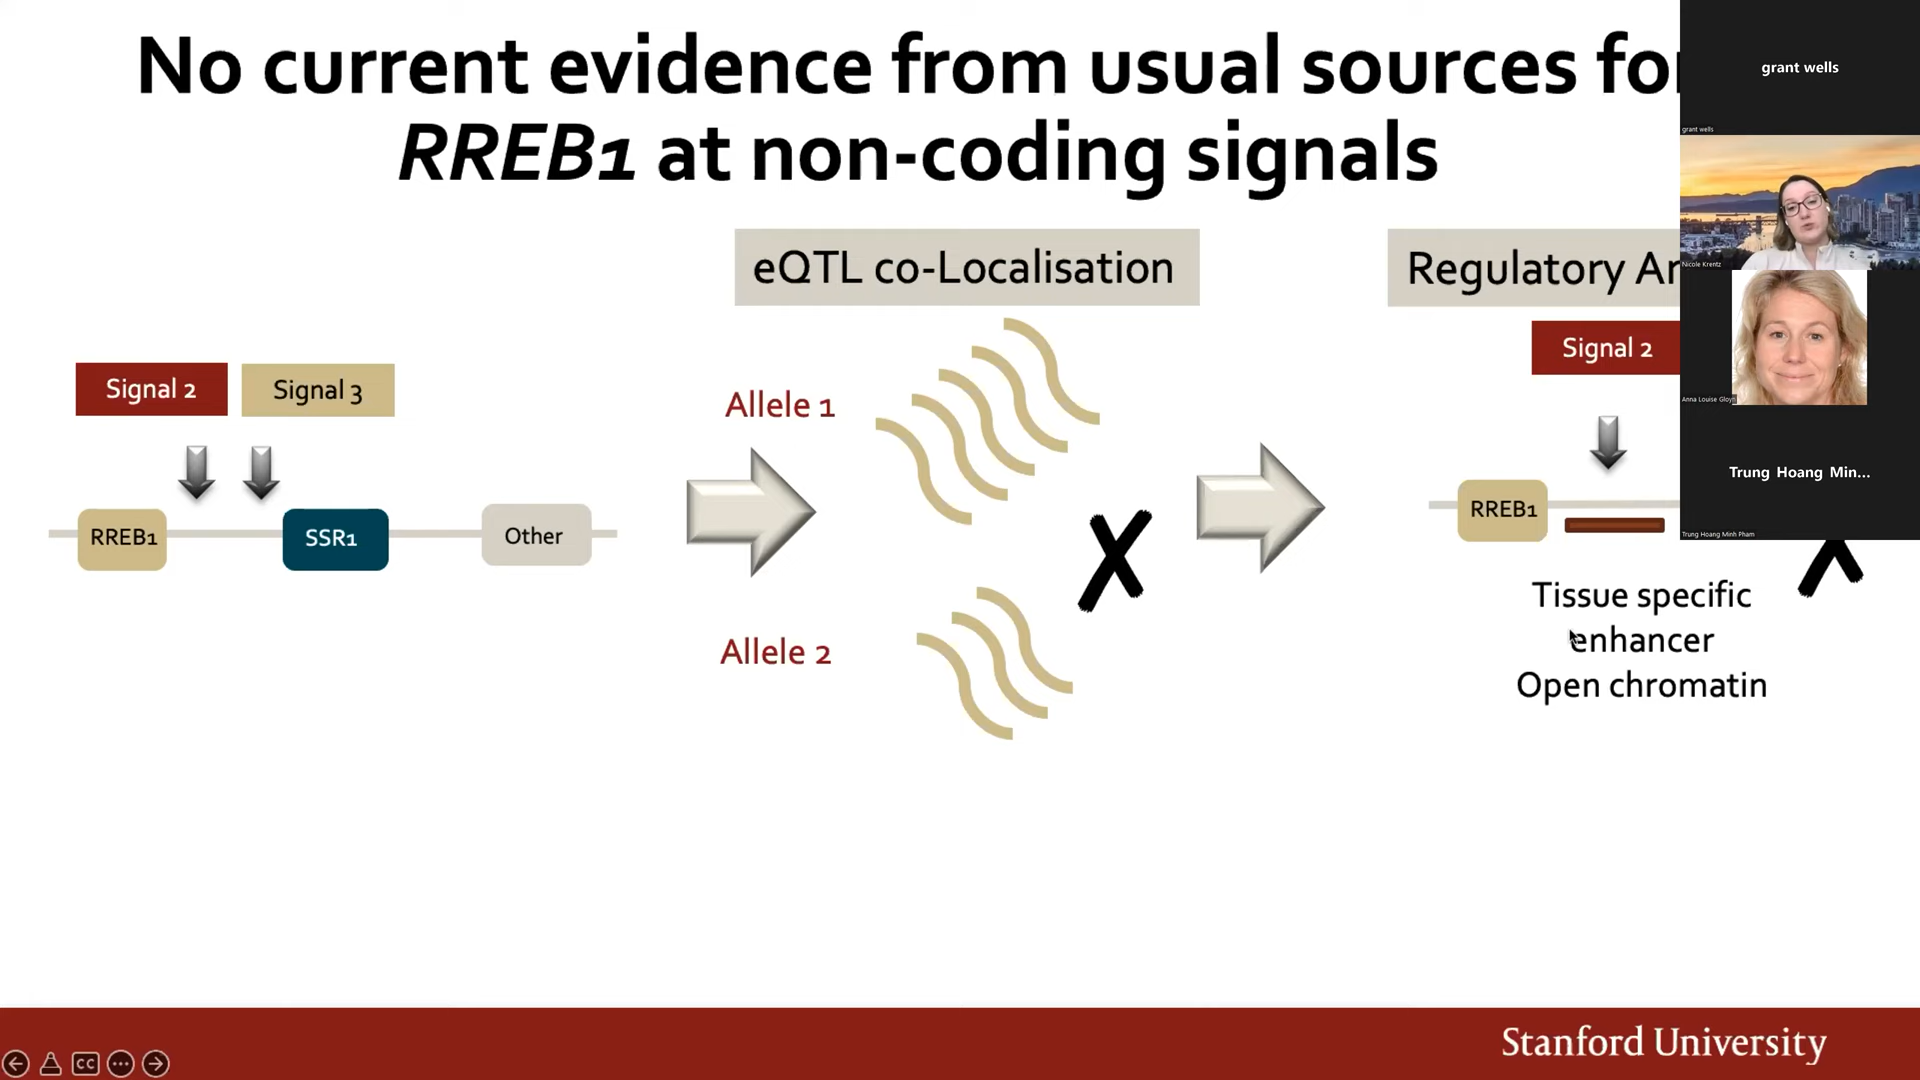 No current evidence from usual sources for
RREB1 at non-coding signals
eQTL co-Localisation
Regulatory
Signal 2
Signal 2
Signal 3
Allele 1
RREB1
RREB1
SSR1
Other
Tissue specific
enhancer
Open chromatin
Allele 2
grant wells
grant wells
Nicole Krentz
Anna Louise
Trung Hoang Min...
Trung Hoang Minh Pham
CC
Stanford University